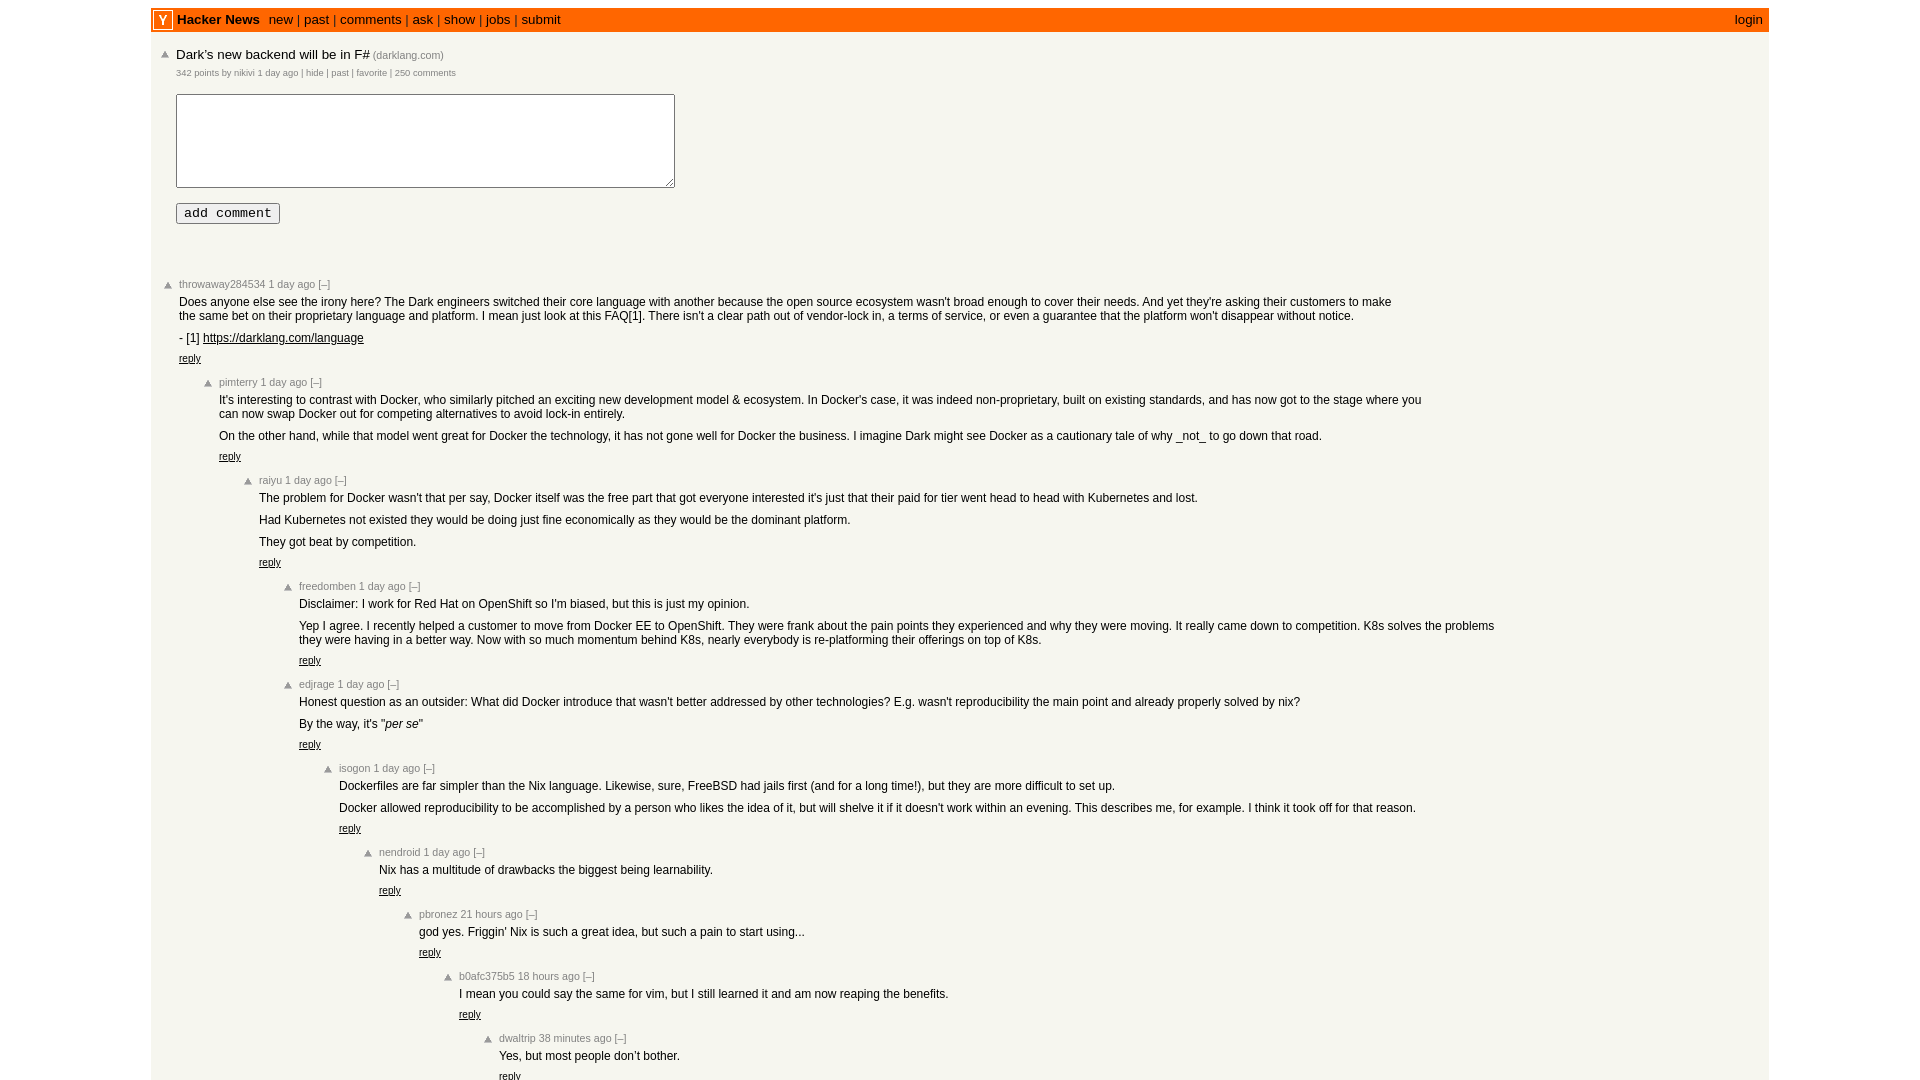 Y Hacker News new | past | comments | ask | show | jobs | submit login
Dark's new backend will be in F# (darklang.com)
342 points by nikivi 1 day ago | hide | past | favorite | 250 comments
add comment
throwaway284534 1 day ago [–]
Does anyone else see the irony here? The Dark engineers switched their core language with another because the open source ecosystem wasn't broad enough to cover their needs. And yet they're asking their customers to make
the same bet on their proprietary language and platform. I mean just look at this FAQ[1]. There isn't a clear path out of vendor-lock in, a terms of service, or even a guarantee that the platform won't disappear without notice.
- [1] https://darklang.com/language
reply
pimterry 1 day ago [–]
It's interesting to contrast with Docker, who similarly pitched an exciting new development model & ecosystem. In Docker's case, it was indeed non-proprietary, built on existing standards, and has now got to the stage where you
can now swap Docker out for competing alternatives to avoid lock-in entirely.
On the other hand, while that model went great for Docker the technology, it has not gone well for Docker the business. I imagine Dark might see Docker as a cautionary tale of why _not_ to go down that road.
reply
raiyu 1 day ago [–]
The problem for Docker wasn't that per say, Docker itself was the free part that got everyone interested it's just that their paid for tier went head to head with Kubernetes and lost.
Had Kubernetes not existed they would be doing just fine economically as they would be the dominant platform.
They got beat by competition.
reply
freedomben 1 day ago [–]
Disclaimer: I work for Red Hat on OpenShift so I'm biased, but this is just my opinion.
Yep I agree. I recently helped a customer to move from Docker EE to OpenShift. They were frank about the pain points they experienced and why they were moving. It really came down to competition. K8s solves the problems
they were having in a better way. Now with so much momentum behind K8s, nearly everybody is re-platforming their offerings on top of K8s.
reply
edjrage 1 day ago [–]
Honest question as an outsider: What did Docker introduce that wasn't better addressed by other technologies? E.g. wasn't reproducibility the main point and already properly solved by nix?
By the way, it's "per se"
reply
isogon 1 day ago [–]
Dockerfiles are far simpler than the Nix language. Likewise, sure, FreeBSD had jails first (and for a long time!), but they are more difficult to set up.
Docker allowed reproducibility to be accomplished by a person who likes the idea of it, but will shelve it if it doesn't work within an evening. This describes me, for example. I think it took off for that reason.
reply
nendroid 1 day ago [–]
Nix has a multitude of drawbacks the biggest being learnability.
reply
pbronez 21 hours ago [–]
god yes. Friggin' Nix is such a great idea, but such a pain to start using...
reply
b0afc375b5 18 hours ago [–]
I mean you could say the same for vim, but I still learned it and am now reaping the benefits.
reply
dwaltrip 38 minutes ago [–]
Yes, but most people don't bother.
reply